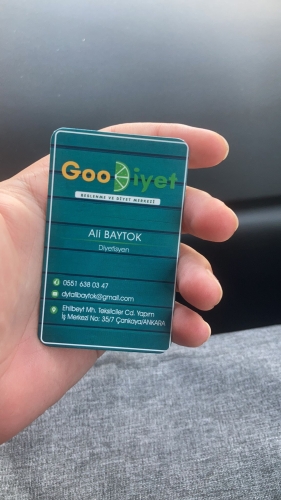 GooDiyet
BESLENME VE DİYET MERKEZİ
Ali BAYTOK
Diyetisyen
0551 638 03 47
dytalibaytok@gmail.com
Ehlibeyt Mh. Tekstilciler Cd. Yapım
İş Merkezi No: 35/7 Çankaya/ANKARA